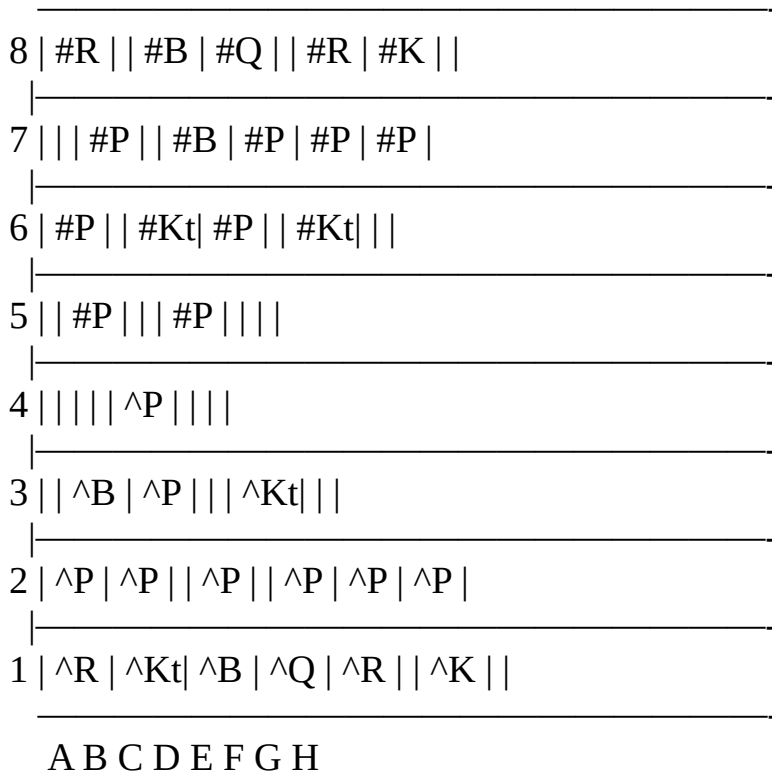 8 | #R | | #B | #Q | | #R | #K | |
7 | | | #P | | #B | #P | #P | #P |
6 | #P | | #Kt| #P | | #Kt| | |
5 | | #P | | | #P | | | |
4 | | | | | ^P | | | |
3 | | ^B | ^P | | | ^Kt| | |
2 | ^P | ^P | | ^P | | ^P | ^P | ^P |
1 | ^R | ^Kt| ^B | ^Q | ^R | | ^K | |
A B C D E F G H